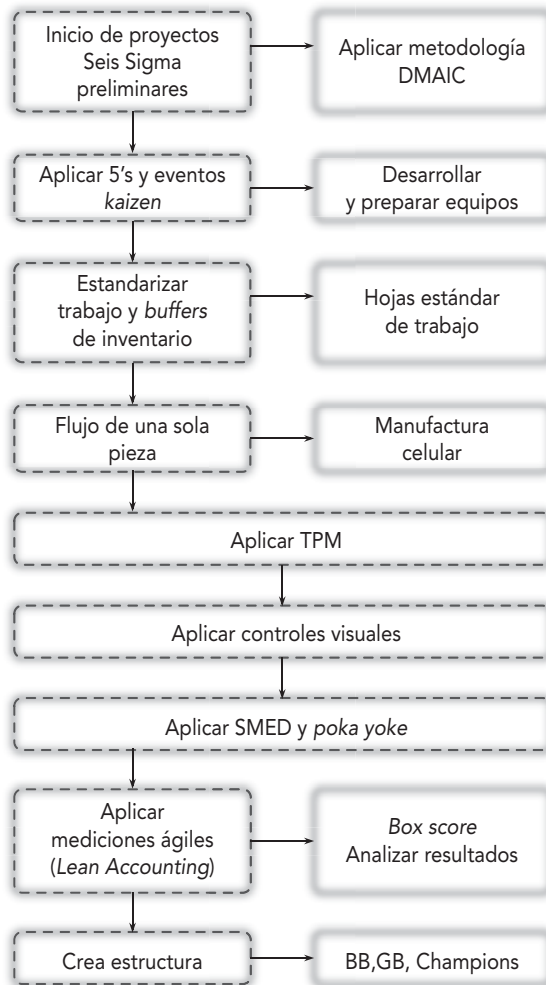 Inicio de proyectos
Seis Sigma
preliminares
Aplicar metodología
DMAIC
Aplicar 5's y eventos
kaizen
Desarrollar
y preparar equipos
Estandarizar
trabajo y buffers
de inventario
Hojas estándar
de trabajo
Flujo de una sola
pieza
Manufactura
celular
Aplicar TPM
Aplicar controles visuales
Aplicar SMED y poka yoke
Aplicar
mediciones ágiles
(Lean Accounting)
Box score
Analizar resultados
Crea estructura
BB,GB, Champions